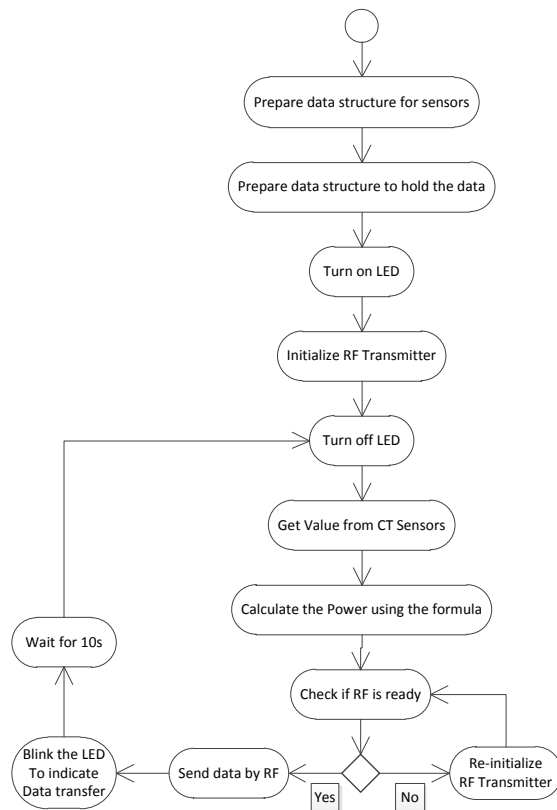 Prepare data structure for sensors
Prepare data structure to hold the data
Turn on LED
Initialize RF Transmitter
Turn off LED
Get Value from CT Sensors
Calculate the Power using the formula
Wait for 10s
Check if RF is ready
Blink the LED
To indicate
Data transfer
Send data by RF
Re-initialize
RF Transmitter
Yes
No